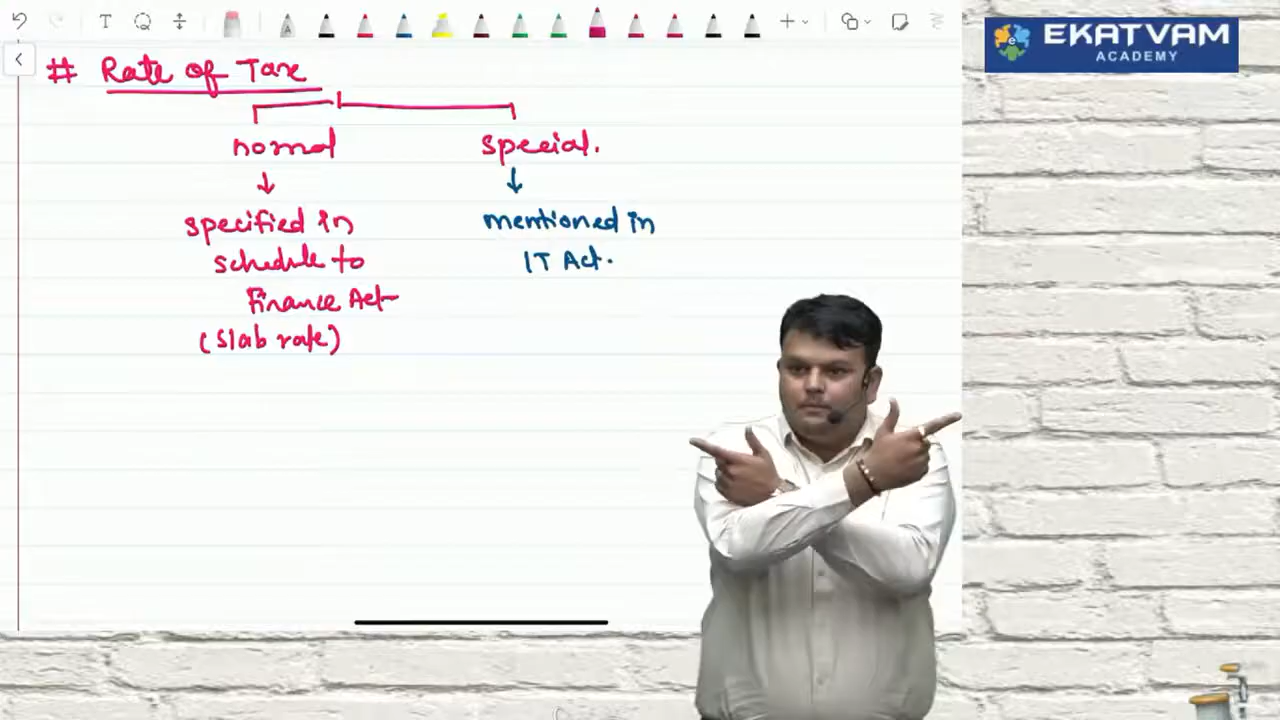 EKATVAM
ACADEMY
# Rate of Tax
normal
special.
specified in
schedule to
Finance Act
(slab rate)
mentioned in
IT Act.